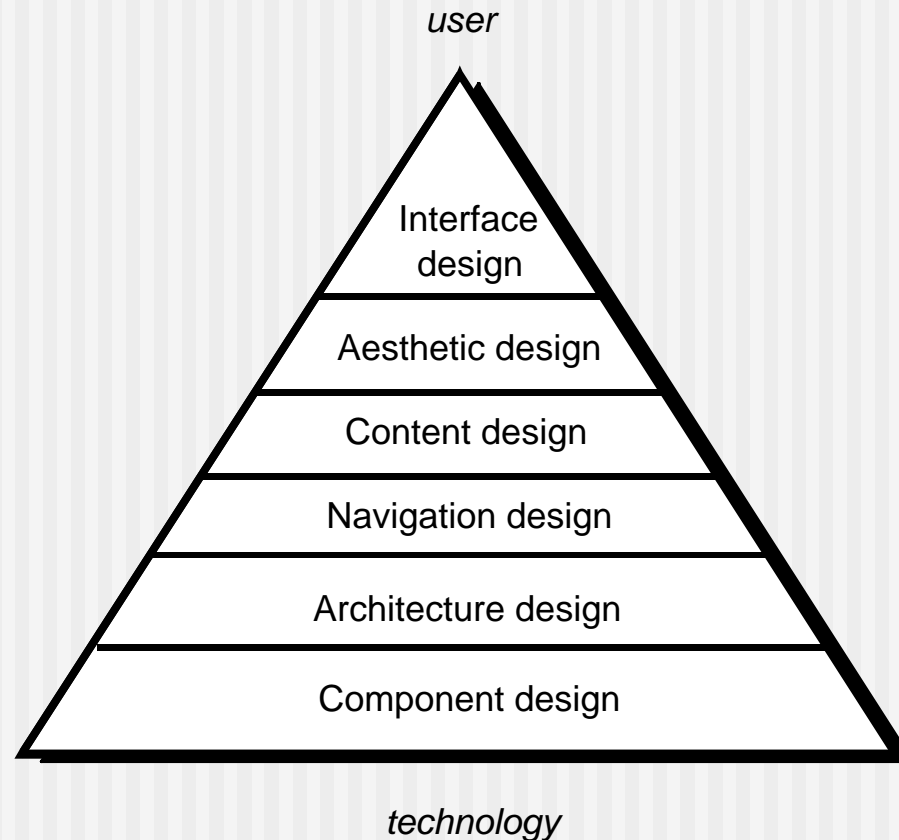 user
Interface
design
Aesthetic design
Content design
Navigation design
Architecture design
Component design
technology